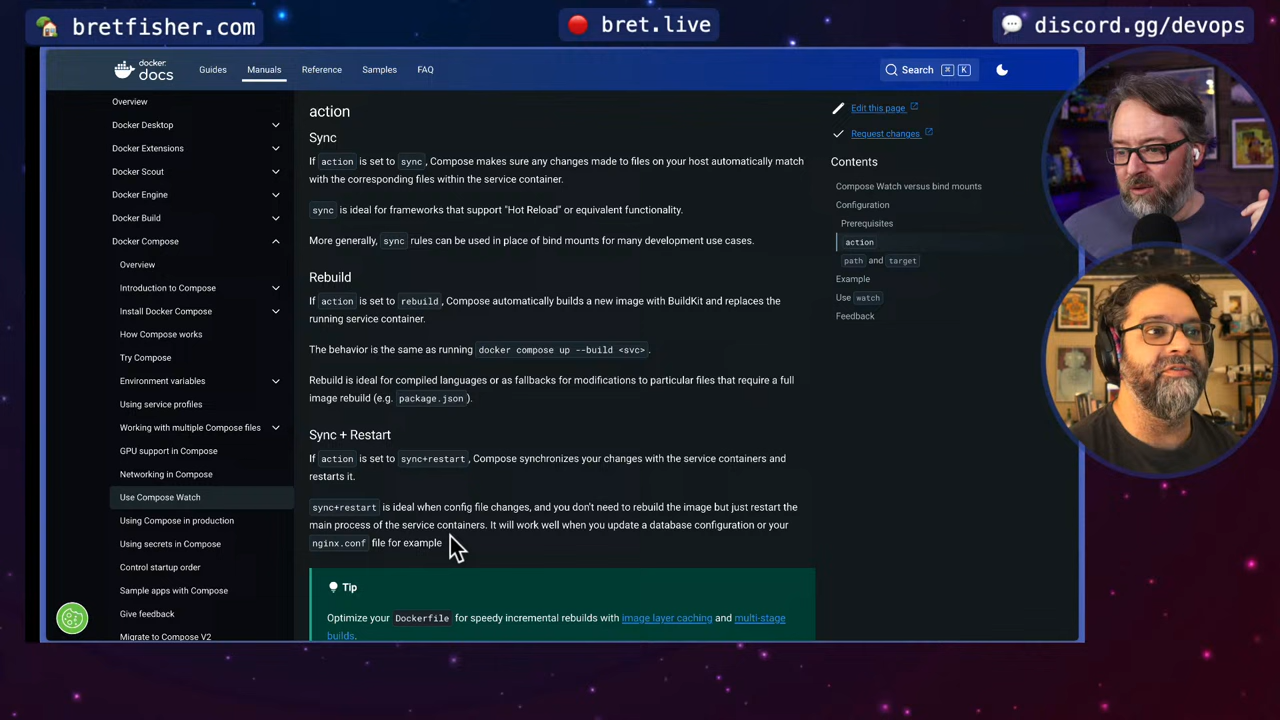 bretfisher.com
bret.live
discord.gg/devops
docker docs
Guides
Manuals
Reference
Samples
FAQ
Search ⌘ K
Overview
Docker Desktop
Docker Extensions
Docker Scout
Docker Engine
Docker Build
Docker Compose
Overview
Introduction to Compose
Install Docker Compose
How Compose works
Try Compose
Environment variables
Using service profiles
Working with multiple Compose files
GPU support in Compose
Networking in Compose
Use Compose Watch
Using Compose in production
Using secrets in Compose
Control startup order
Sample apps with Compose
Give feedback
Migrate to Compose V2
action
Sync
If action is set to sync, Compose makes sure any changes made to files on your host automatically match
with the corresponding files within the service container.
sync is ideal for frameworks that support "Hot Reload" or equivalent functionality.
More generally, sync rules can be used in place of bind mounts for many development use cases.
Rebuild
If action is set to rebuild, Compose automatically builds a new image with BuildKit and replaces the
running service container.
The behavior is the same as running docker compose up --build <svc>.
Rebuild is ideal for compiled languages or as fallbacks for modifications to particular files that require a full
image rebuild (e.g. package.json).
Sync + Restart
If action is set to sync+restart, Compose synchronizes your changes with the service containers and
restarts it.
sync+restart is ideal when config file changes, and you don't need to rebuild the image but just restart the
main process of the service containers. It will work well when you update a database configuration or your
nginx.conf file for example
Tip
Optimize your Dockerfile for speedy incremental rebuilds with image layer caching and multi-stage
builds.
Edit this page
Request changes
Contents
Compose Watch versus bind mounts
Configuration
Prerequisites
action
path and target
Example
Use watch
Feedback